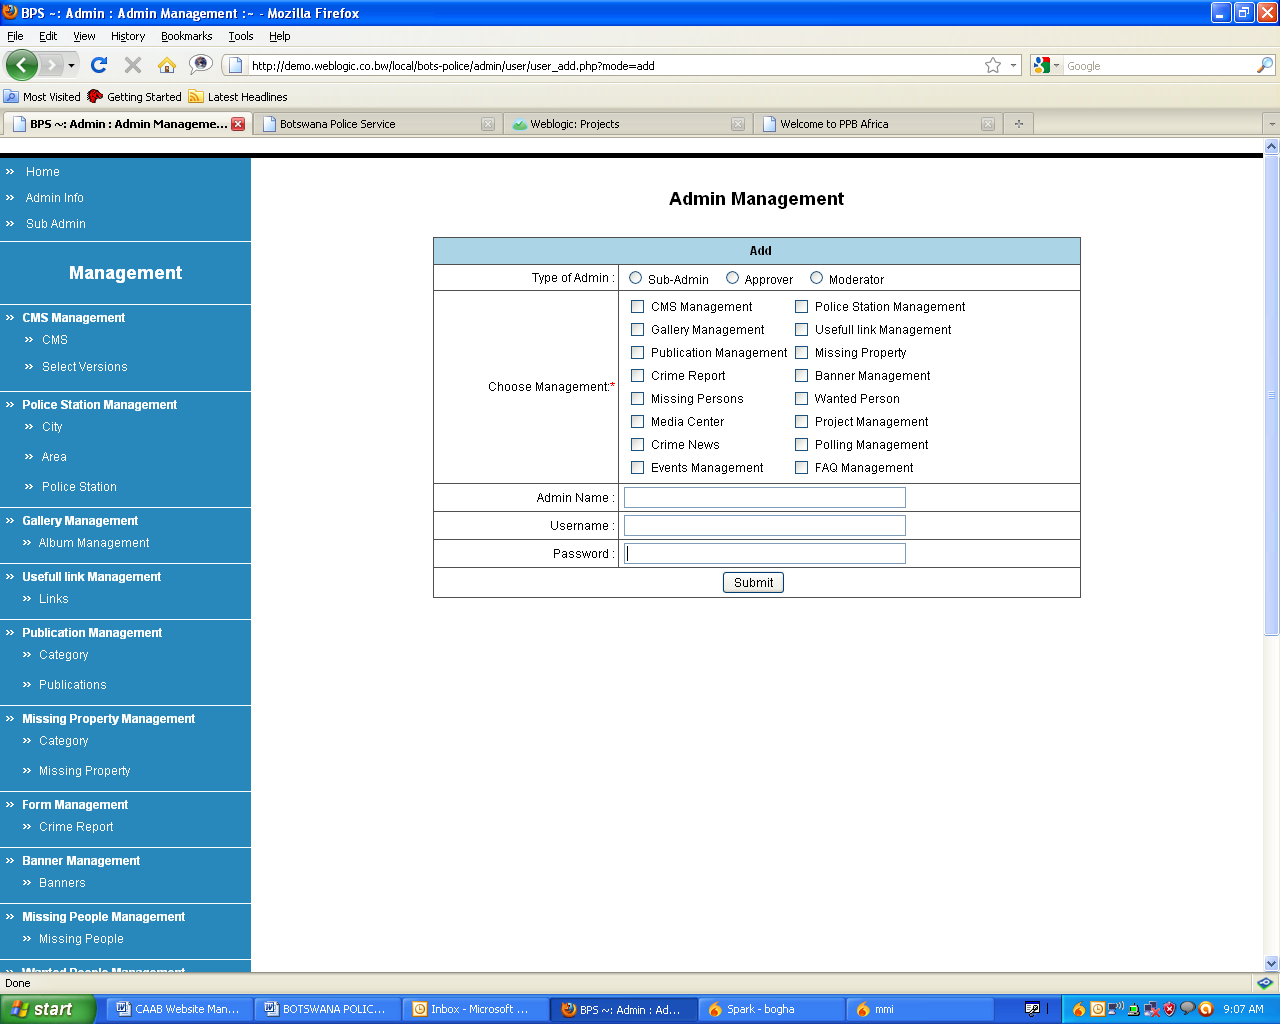 BPS ~: Admin : Admin Management :~ - Mozilla Firefox
File Edit View History Bookmarks Tools Help
http://demo.weblogic.co.bw/local/bots-police/admin/user/user_add.php?mode=add
Google
Most Visited Getting Started Latest Headlines
BPS ~: Admin : Admin Manageme... Botswana Police Service Weblogic: Projects Welcome to PPB Africa
Home
Admin Info
Sub Admin
Management
CMS Management
CMS
Select Versions
Police Station Management
City
Area
Police Station
Gallery Management
Album Management
Usefull link Management
Links
Publication Management
Category
Publications
Missing Property Management
Category
Missing Property
Form Management
Crime Report
Banner Management
Banners
Missing People Management
Missing People
Wanted People Management
Admin Management
Add
Type of Admin : Sub-Admin Approver Moderator
Choose Management:*
CMS Management Police Station Management
Gallery Management Usefull link Management
Publication Management Missing Property
Crime Report Banner Management
Missing Persons Wanted Person
Media Center Project Management
Crime News Polling Management
Events Management FAQ Management
Admin Name :
Username :
Password :
Submit
Done
start CAAB Website Man... BOTSWANA POLIC... Inbox - Microsoft ... BPS ~: Admin : Ad... Spark - bogha mmi 9:07 AM